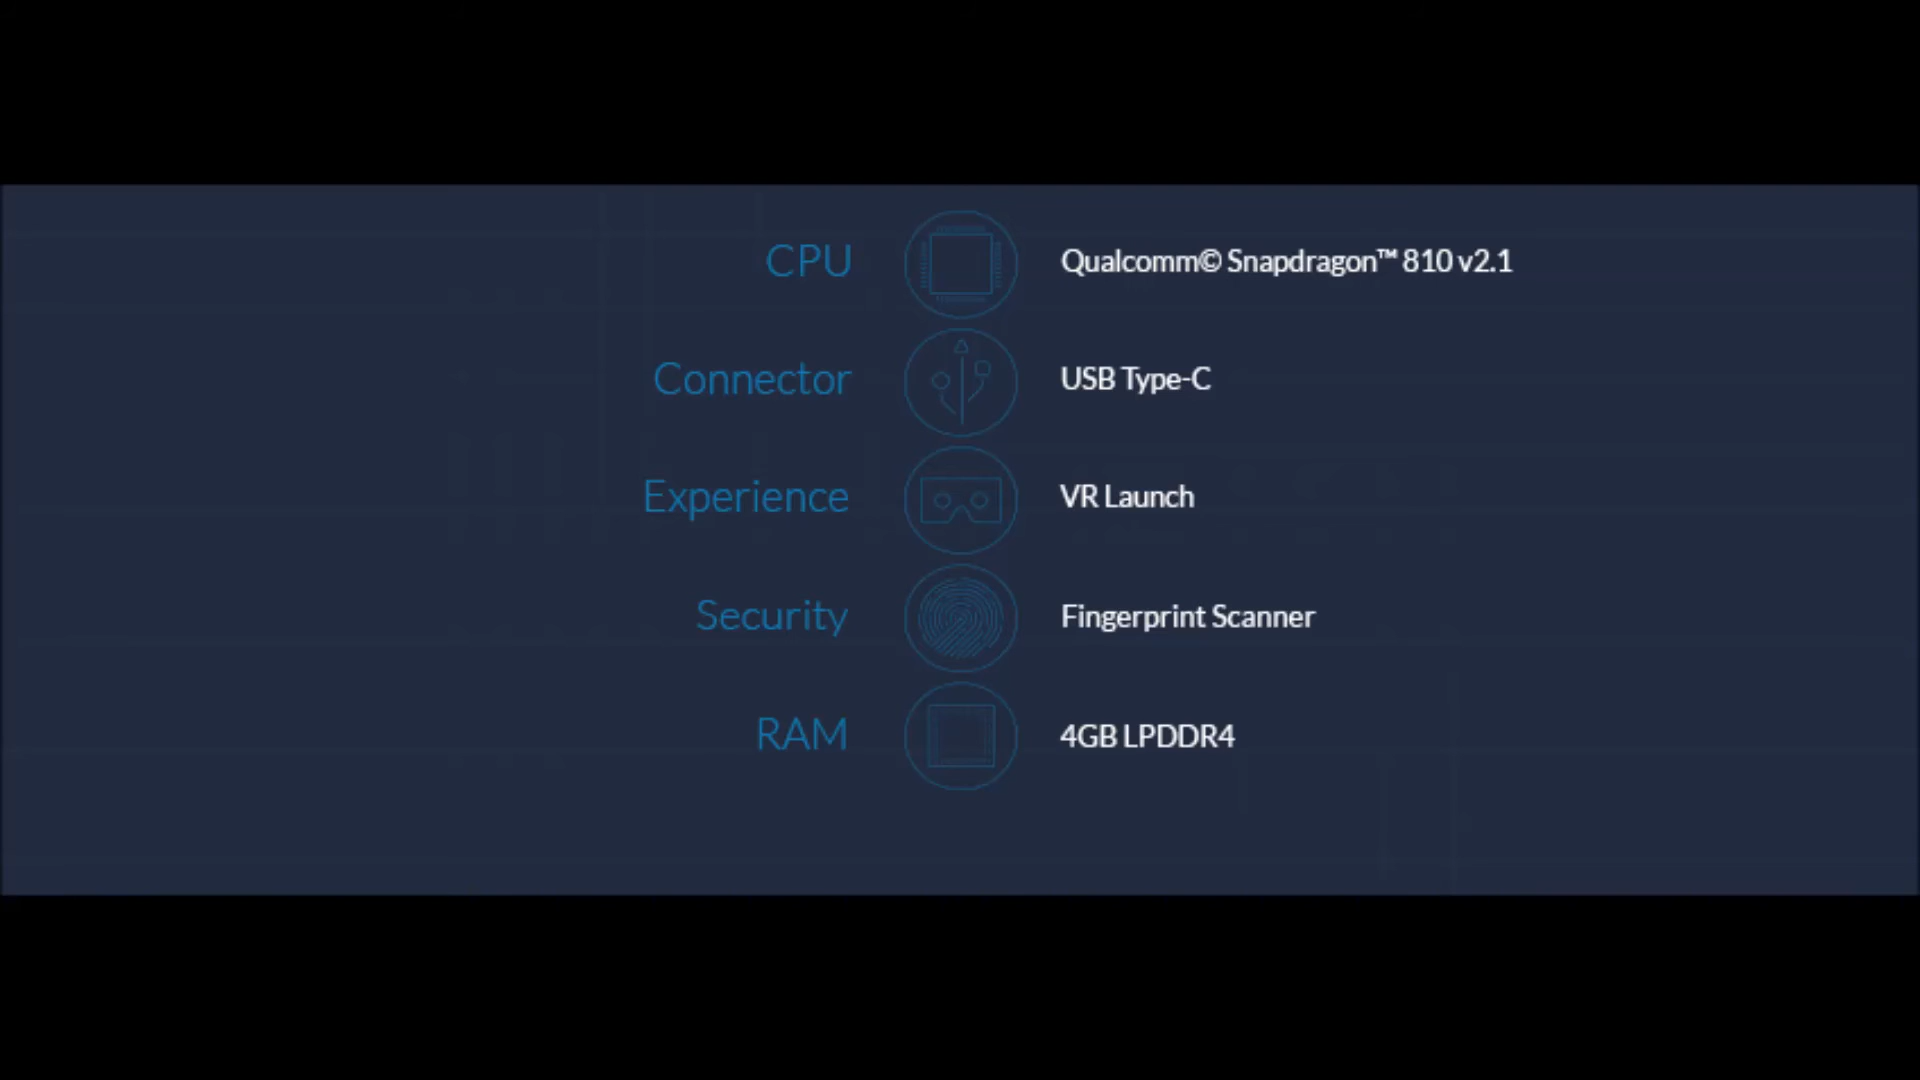 CPU Qualcomm© Snapdragon™ 810 v2.1
Connector USB Type-C
Experience VR Launch
Security Fingerprint Scanner
RAM 4GB LPDDR4